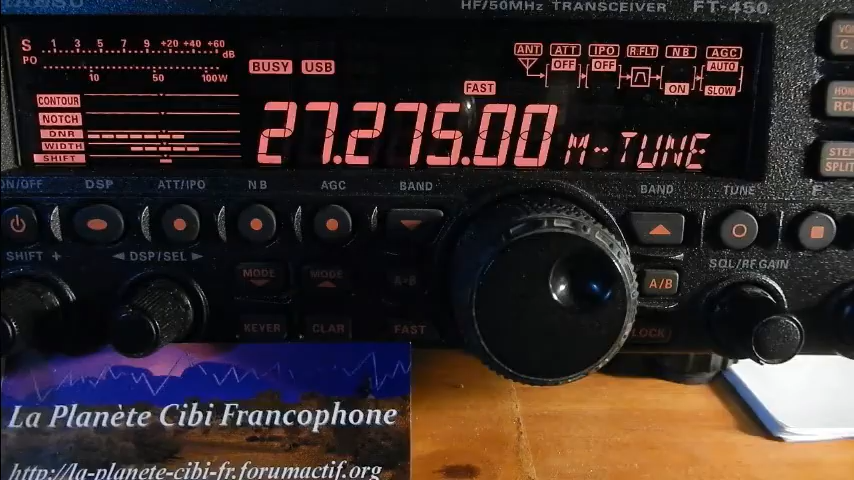 HF/50MHz TRANSCEIVER FT-450
S 1 3 5 7 9 +20 +40 +60 dB
PO 10 50 100W
BUSY USB
ANT ATT IPO R.FLT NB AGC
OFF OFF AUTO
ON SLOW
FAST
CONTOUR
NOTCH
DNR
WIDTH
SHIFT
27.275.00 M-TUNE
STEP
SPLIT
ON/OFF DSP ATT/IPO NB AGC BAND BAND TUNE F
SHIFT + DSP/SEL SQL/RF GAIN
MODE MODE A=B A/B
KEYER CLAR FAST LOCK
La Planète Cibi Francophone
http://la-planete-cibi-fr.forumactif.org